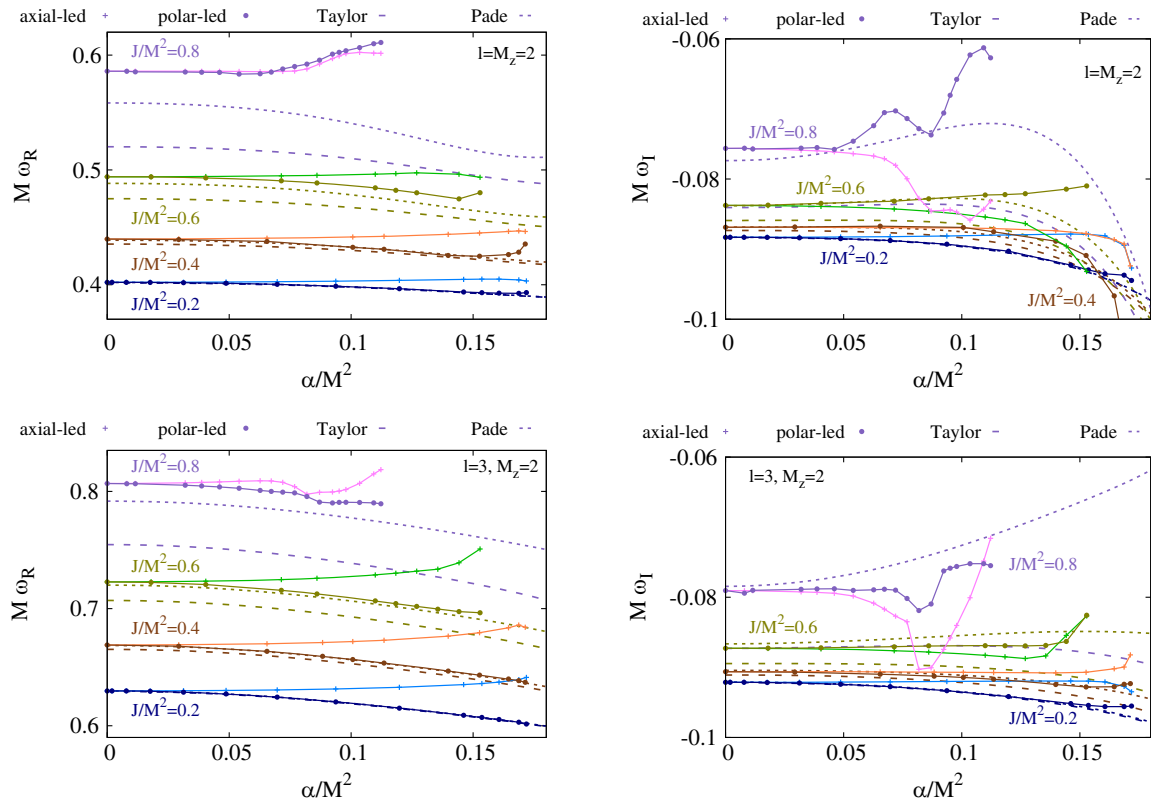 axial-led polar-led Taylor Pade
J/M²=0.8
l=M_z=2
J/M²=0.6
J/M²=0.4
J/M²=0.2
M ω_R
0.4 0.5 0.6
0 0.05 0.1 0.15
α/M²
axial-led polar-led Taylor Pade
l=M_z=2
J/M²=0.8
J/M²=0.6
J/M²=0.2
J/M²=0.4
M ω_I
-0.1 -0.08 -0.06
0 0.05 0.1 0.15
α/M²
axial-led polar-led Taylor Pade
J/M²=0.8
l=3, M_z=2
J/M²=0.6
J/M²=0.4
J/M²=0.2
M ω_R
0.6 0.7 0.8
0 0.05 0.1 0.15
α/M²
axial-led polar-led Taylor Pade
l=3, M_z=2
J/M²=0.8
J/M²=0.6
J/M²=0.4
J/M²=0.2
M ω_I
-0.1 -0.08 -0.06
0 0.05 0.1 0.15
α/M²